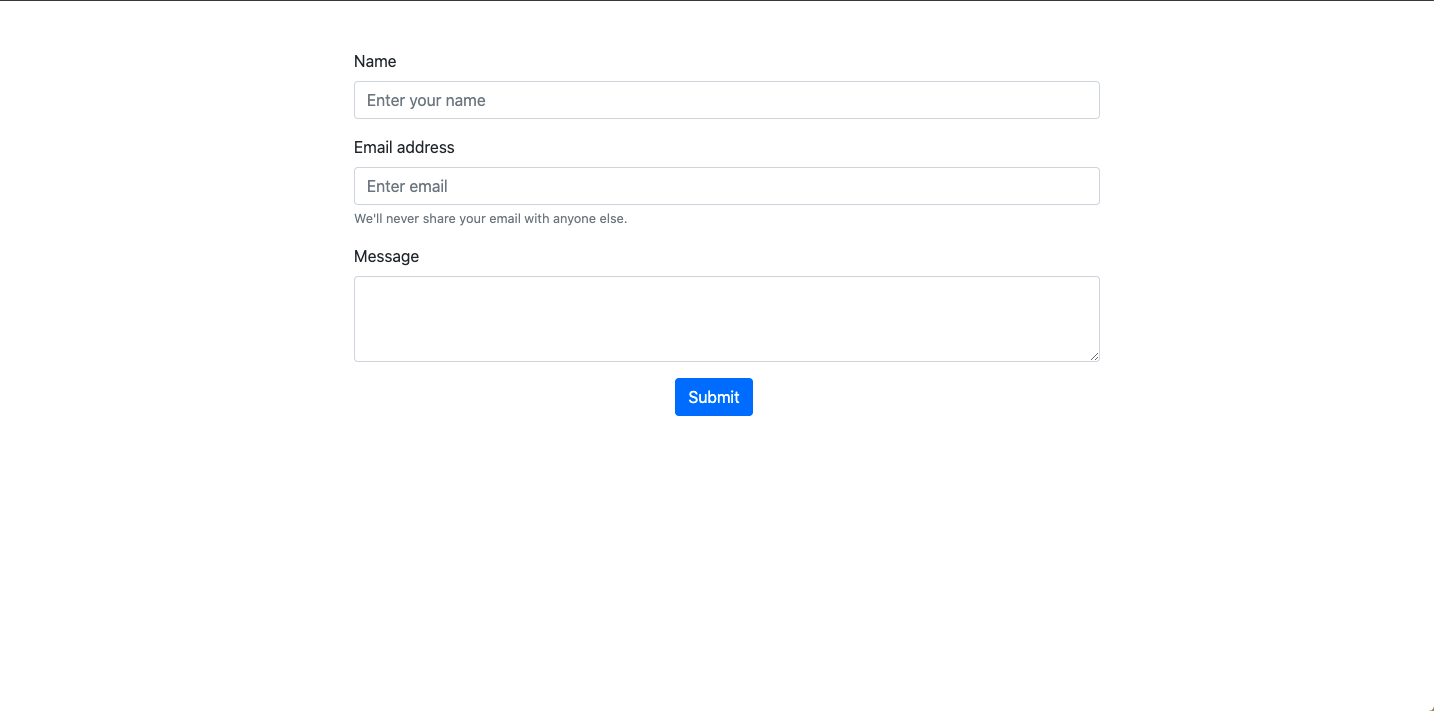 Name
Enter your name
Email address
Enter email
We'll never share your email with anyone else.
Message
Submit